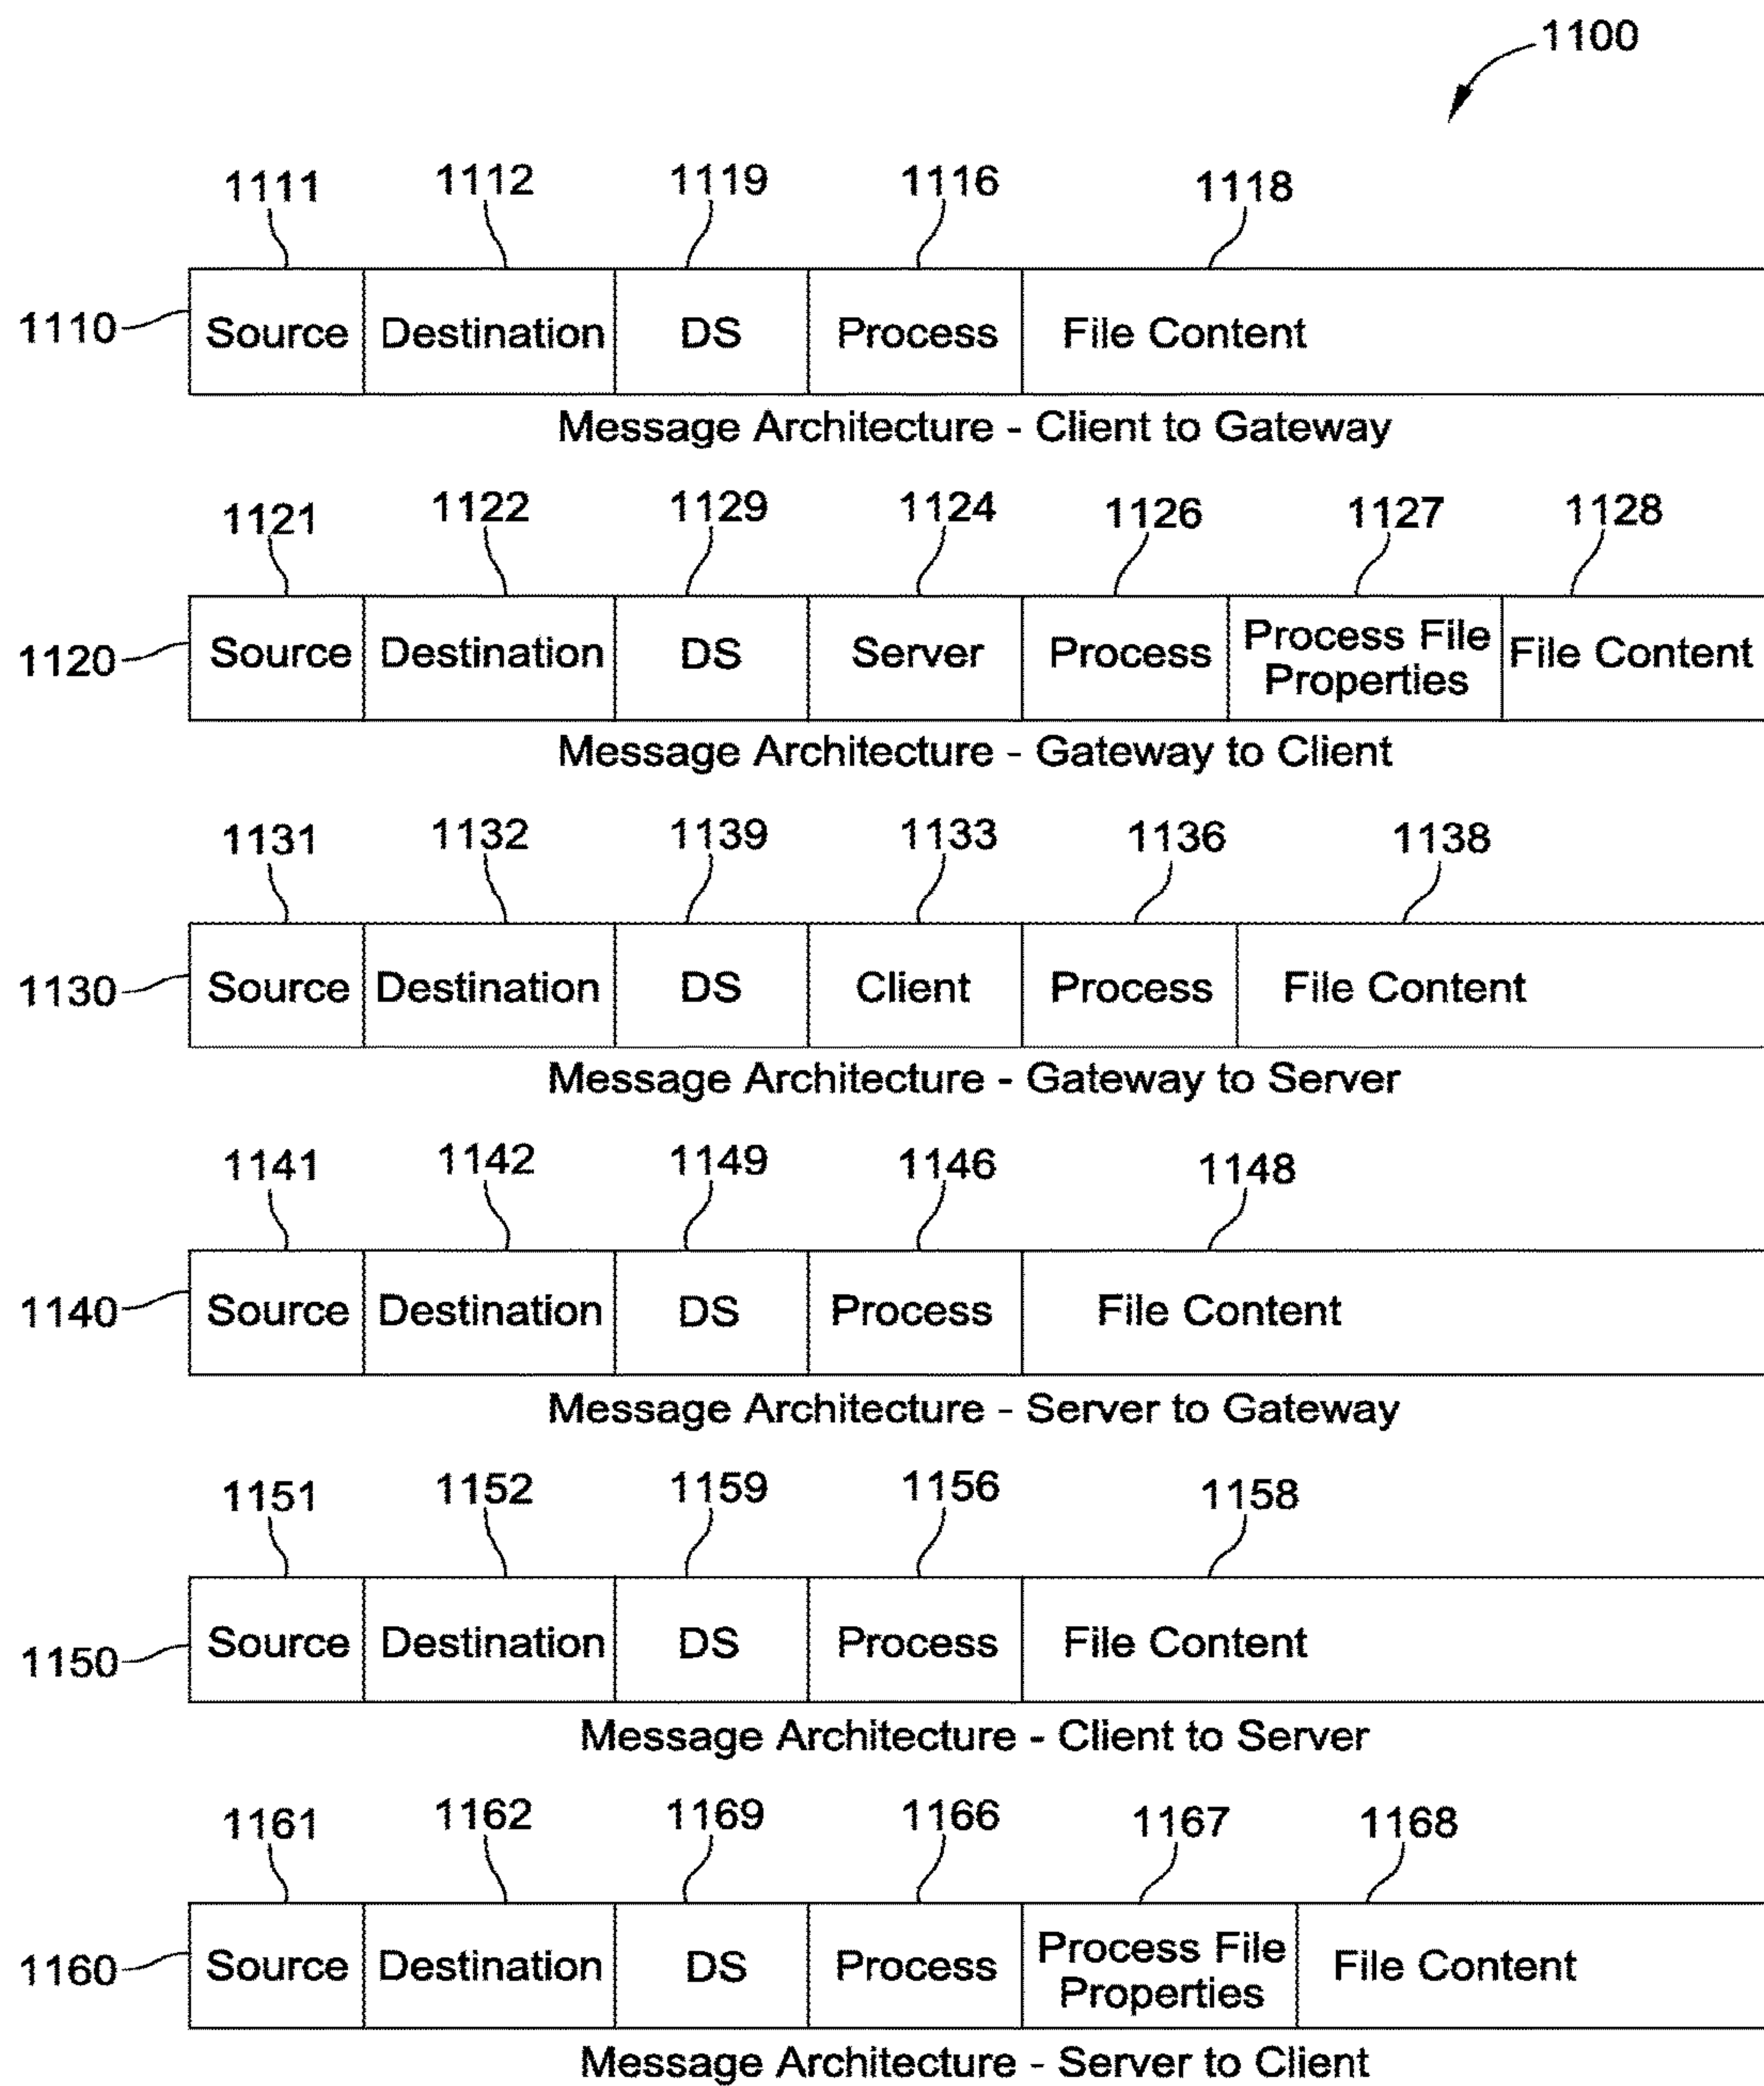 1100
1111 1112 1119 1116 1118
1110 Source Destination DS Process File Content
Message Architecture - Client to Gateway
1121 1122 1129 1124 1126 1127 1128
1120 Source Destination DS Server Process Process File Properties File Content
Message Architecture - Gateway to Client
1131 1132 1139 1133 1136 1138
1130 Source Destination DS Client Process File Content
Message Architecture - Gateway to Server
1141 1142 1149 1146 1148
1140 Source Destination DS Process File Content
Message Architecture - Server to Gateway
1151 1152 1159 1156 1158
1150 Source Destination DS Process File Content
Message Architecture - Client to Server
1161 1162 1169 1166 1167 1168
1160 Source Destination DS Process Process File Properties File Content
Message Architecture - Server to Client